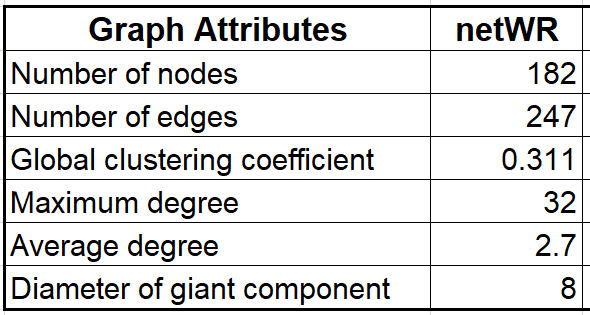 Graph Attributes netWR
Number of nodes 182
Number of edges 247
Global clustering coefficient 0.311
Maximum degree 32
Average degree 2.7
Diameter of giant component 8